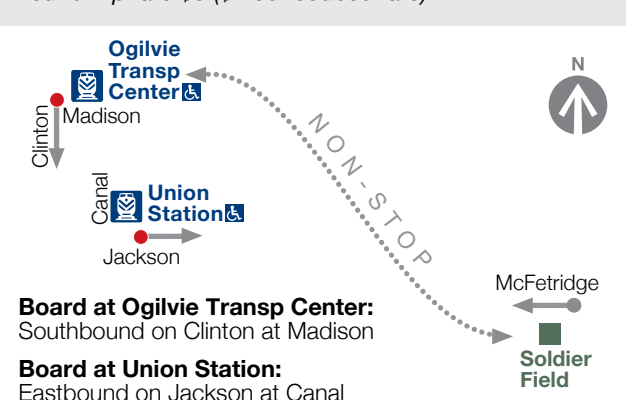 Ogilvie
Transp
Center
Madison
Clinton
N
NON-STOP
Canal
Union
Station
Jackson
McFetridge
Soldier
Field
Board at Ogilvie Transp Center:
Southbound on Clinton at Madison
Board at Union Station:
Eastbound on Jackson at Canal